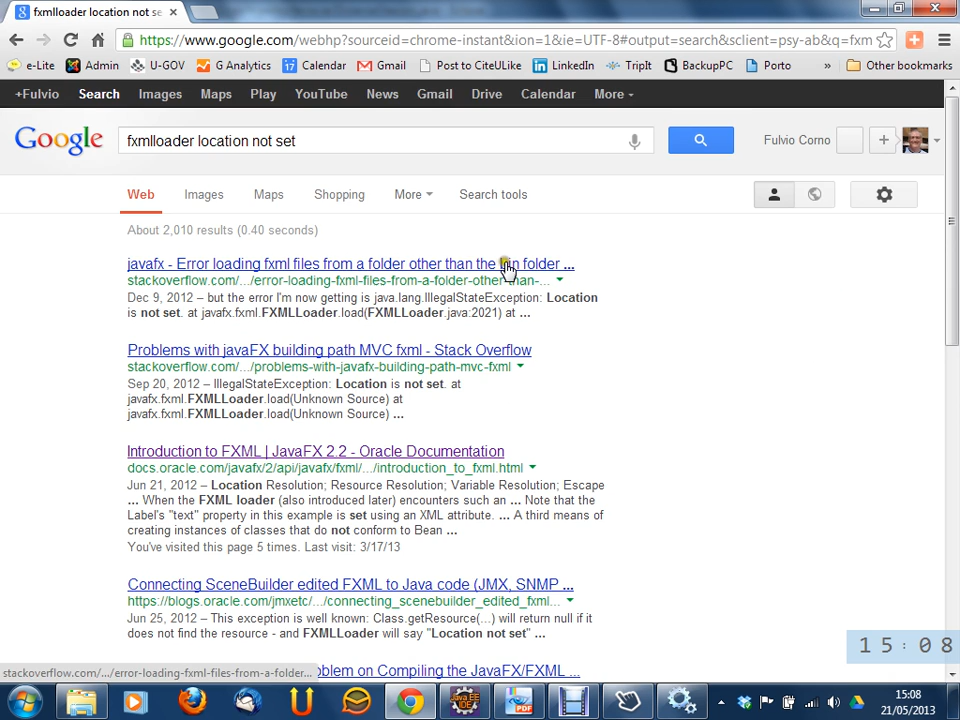 fxmlloader location not se
https://www.google.com/webhp?sourceid=chrome-instant&ion=1&ie=UTF-8#output=search&sclient=psy-ab&q=fxm
e-Lite Admin U-GOV G Analytics Calendar Gmail Post to CiteULike LinkedIn TripIt BackupPC Porto » Other bookmarks
+Fulvio Search Images Maps Play YouTube News Gmail Drive Calendar More
Google fxmlloader location not set Fulvio Corno +
Web Images Maps Shopping More Search tools
About 2,010 results (0.40 seconds)
javafx - Error loading fxml files from a folder other than the bin folder ...
stackoverflow.com/.../error-loading-fxml-files-from-a-folder-other-than-...
Dec 9, 2012 – but the error I'm now getting is java.lang.IllegalStateException: Location
is not set. at javafx.fxml.FXMLLoader.load(FXMLLoader.java:2021) at ...
Problems with javaFX building path MVC fxml - Stack Overflow
stackoverflow.com/.../problems-with-javafx-building-path-mvc-fxml
Sep 20, 2012 – IllegalStateException: Location is not set. at
javafx.fxml.FXMLLoader.load(Unknown Source) at
javafx.fxml.FXMLLoader.load(Unknown Source) ...
Introduction to FXML | JavaFX 2.2 - Oracle Documentation
docs.oracle.com/javafx/2/api/javafx/fxml/.../introduction_to_fxml.html
Jun 21, 2012 – Location Resolution; Resource Resolution; Variable Resolution; Escape
... When the FXML loader (also introduced later) encounters such an ... Note that the
Label's "text" property in this example is set using an XML attribute. ... A third means of
creating instances of classes that do not conform to Bean ...
You've visited this page 5 times. Last visit: 3/17/13
Connecting SceneBuilder edited FXML to Java code (JMX, SNMP ...
https://blogs.oracle.com/jmxetc/.../connecting_scenebuilder_edited_fxml...
Jun 25, 2012 – This exception is well known: Class.getResource(...) will return null if it
does not find the resource - and FXMLLoader will say "Location not set" ...
15:08
stackoverflow.com/.../error-loading-fxml-files-from-a-folder...
oblem on Compiling the JavaFX/FXML ...
Java EE
IDE
PDF
15:08
21/05/2013